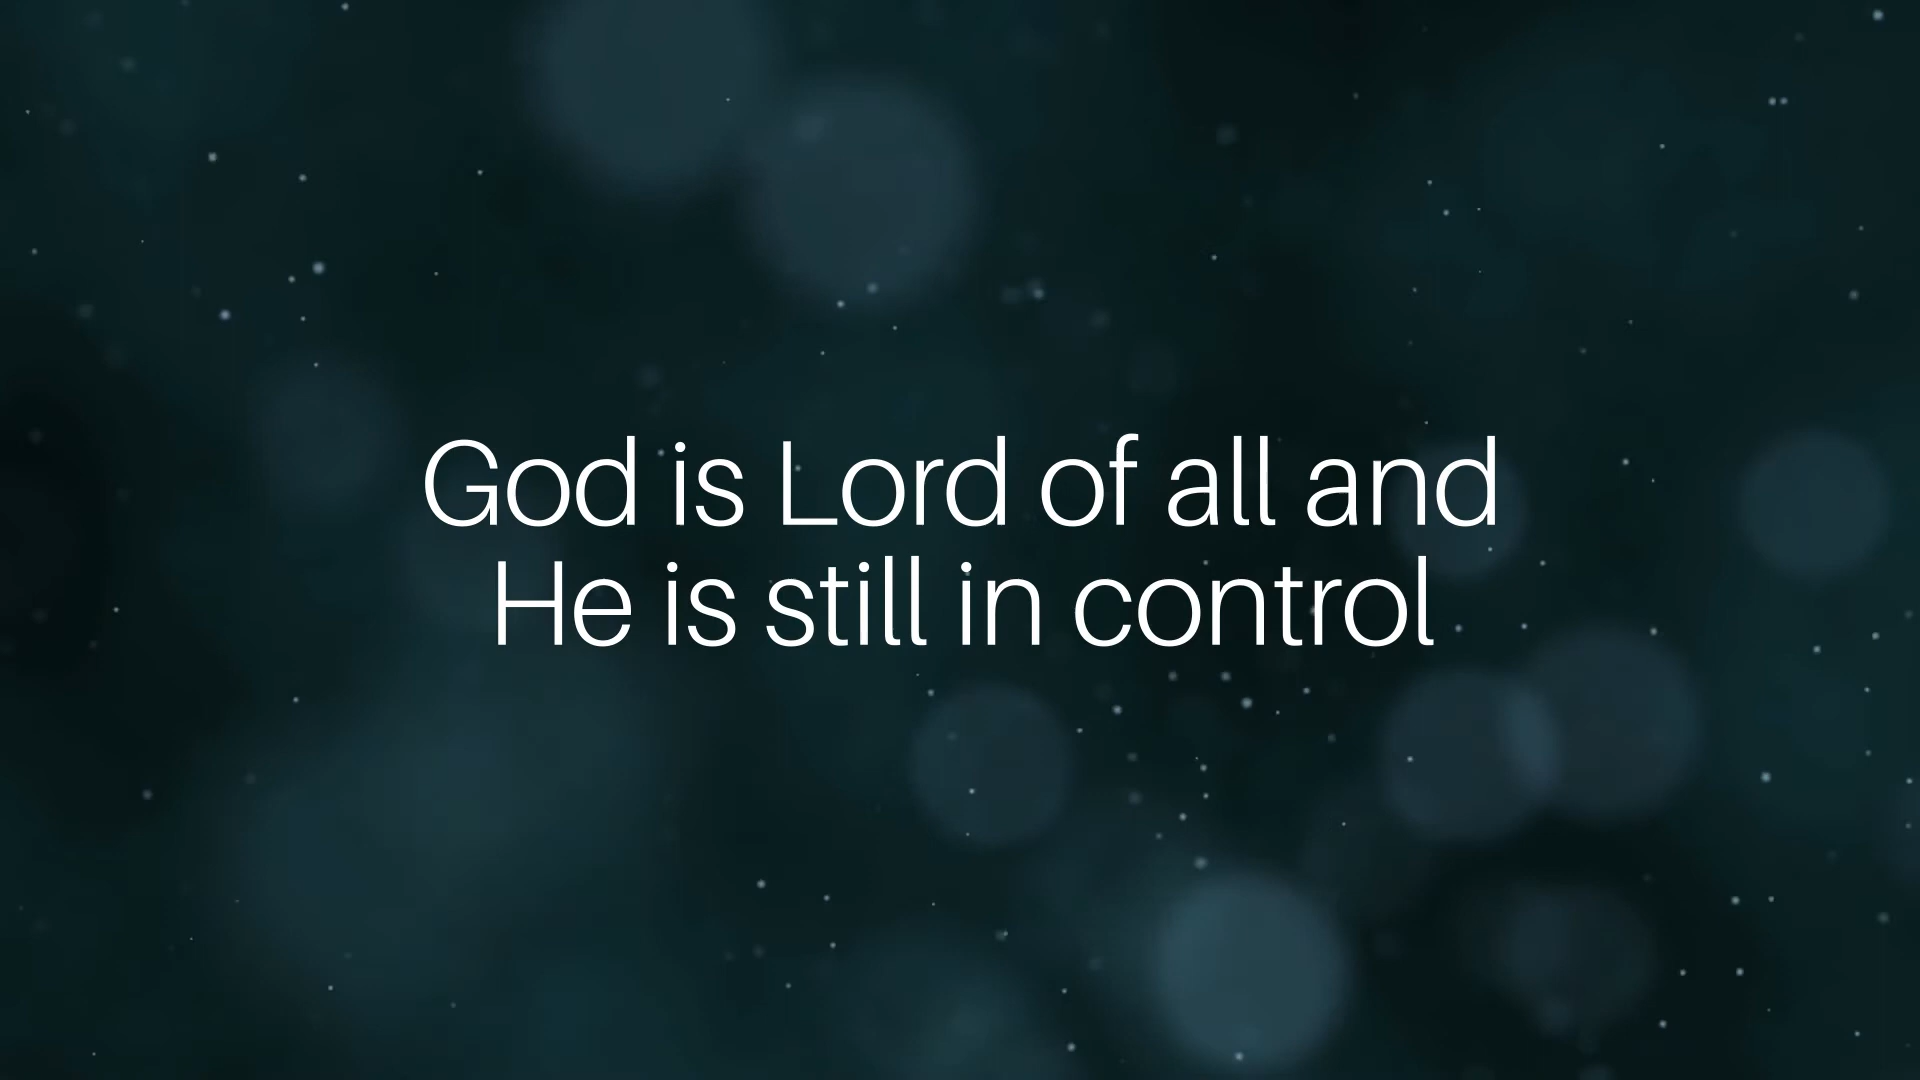 God is Lord of all and
He is still in control